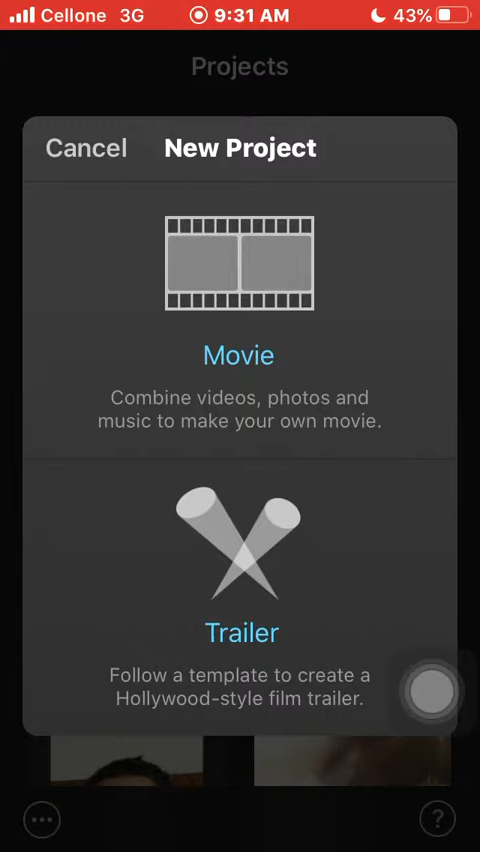 Cellone 3G 9:31 AM 43%
Projects
Cancel New Project
Movie
Combine videos, photos and
music to make your own movie.
Trailer
Follow a template to create a
Hollywood-style film trailer.
?